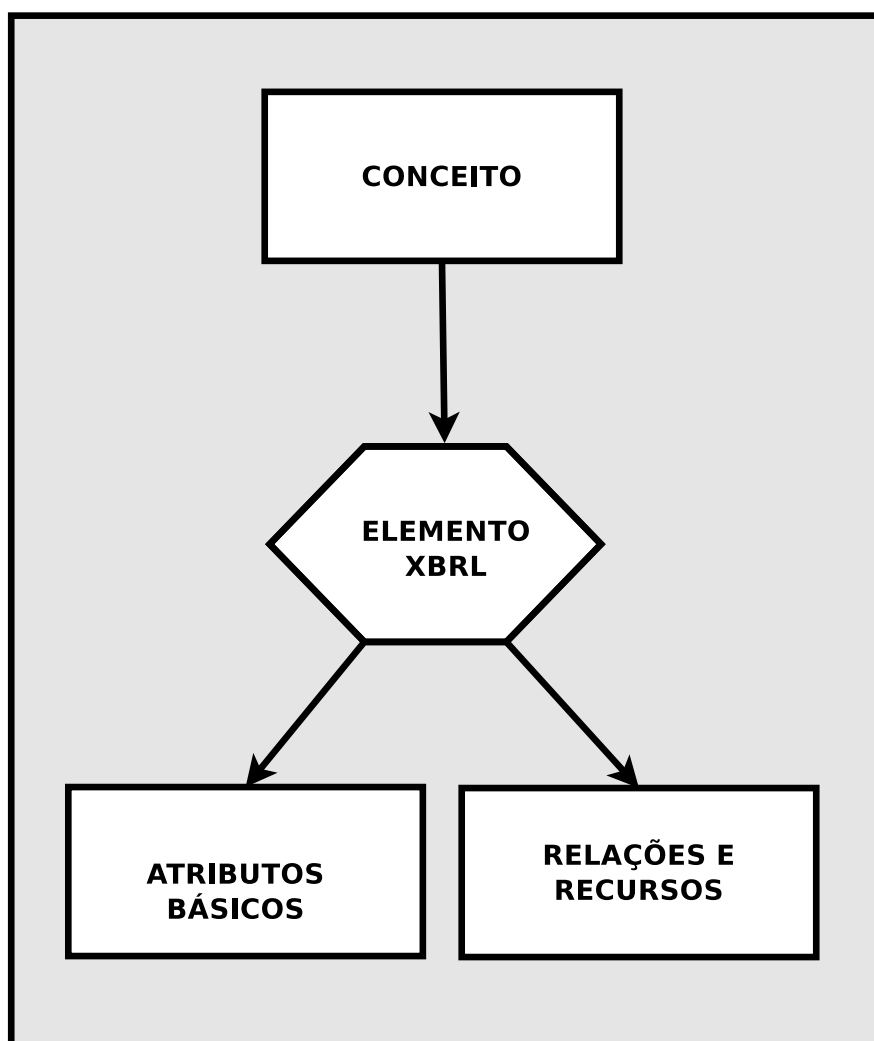 CONCEITO
ELEMENTO
XBRL
ATRIBUTOS
BÁSICOS
RELAÇÕES E
RECURSOS